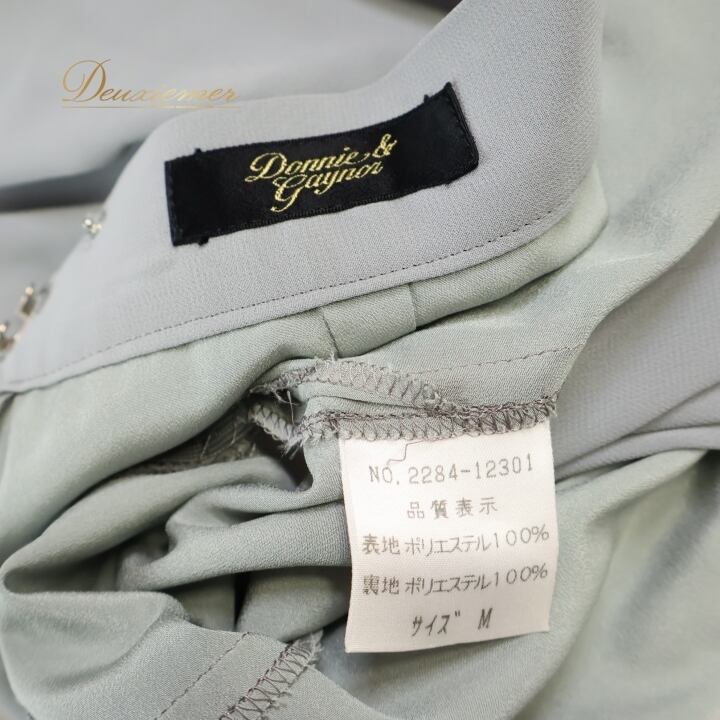 Deuxiemer
Donnie &
Gaynor
NO.2284-12301
品質表示
表地 ポリエステル100%
裏地 ポリエステル100%
サイズ M